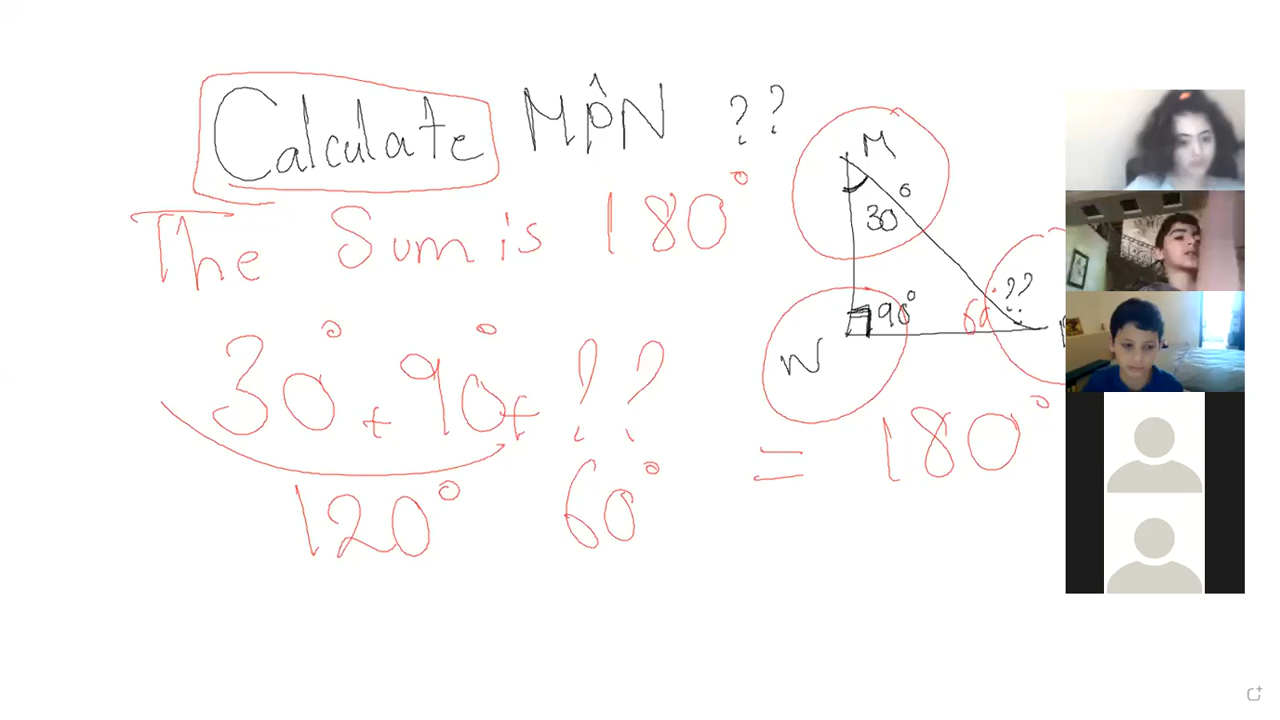 Calculate MP̂N ??
The Sum is 180°
M
30°
??
90°
60
N
30° + 90° + ??
= 180°
120° 60°